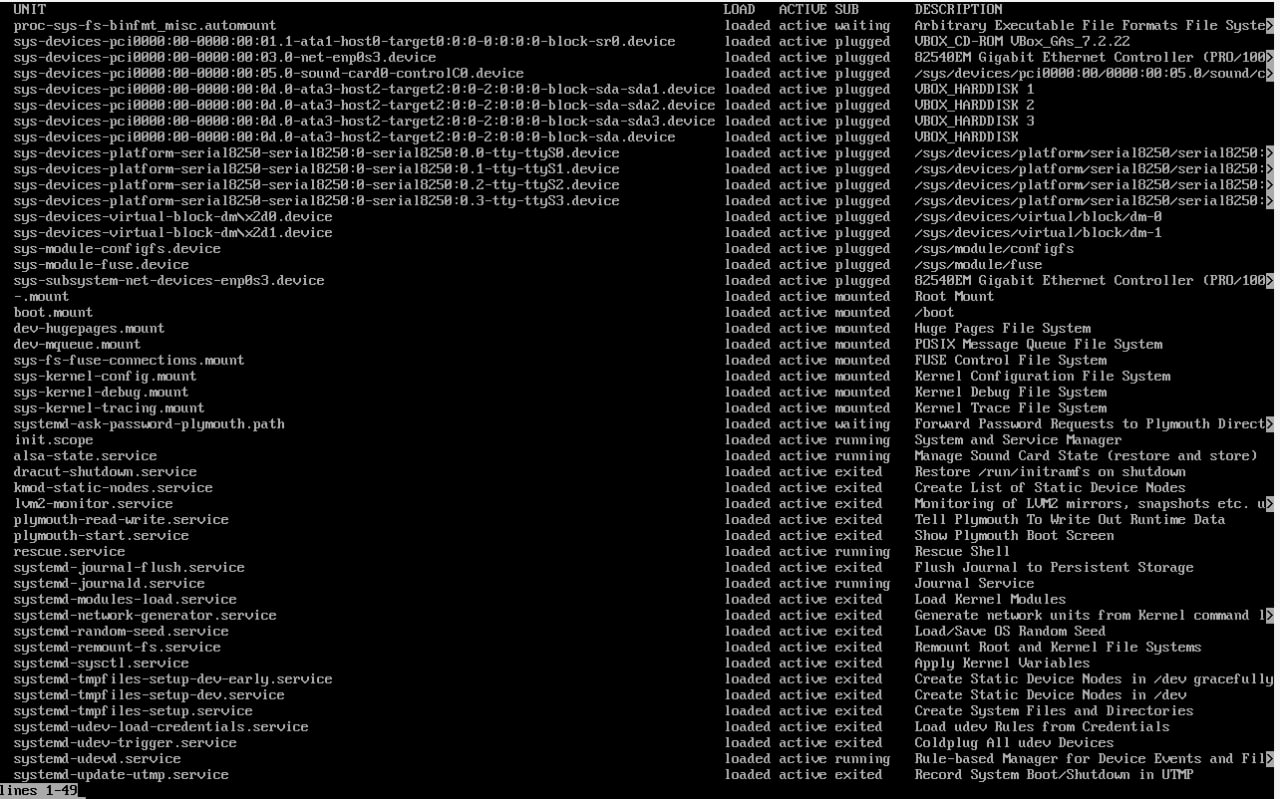 UNIT LOAD ACTIVE SUB DESCRIPTION
proc-sys-fs-binfmt_misc.automount loaded active waiting Arbitrary Executable File Formats File Syste>
sys-devices-pci0000:00-0000:00:01.1-ata1-host0-target0:0:0-0:0:0:0-block-sr0.device loaded active plugged VBOX_CD-ROM VBox_GAs_7.2.22
sys-devices-pci0000:00-0000:00:03.0-net-enp0s3.device loaded active plugged 82540EM Gigabit Ethernet Controller (PRO/100>
sys-devices-pci0000:00-0000:00:05.0-sound-card0-controlC0.device loaded active plugged /sys/devices/pci0000:00/0000:00:05.0/sound/c>
sys-devices-pci0000:00-0000:00:0d.0-ata3-host2-target2:0:0-2:0:0:0-block-sda-sda1.device loaded active plugged VBOX_HARDDISK 1
sys-devices-pci0000:00-0000:00:0d.0-ata3-host2-target2:0:0-2:0:0:0-block-sda-sda2.device loaded active plugged VBOX_HARDDISK 2
sys-devices-pci0000:00-0000:00:0d.0-ata3-host2-target2:0:0-2:0:0:0-block-sda-sda3.device loaded active plugged VBOX_HARDDISK 3
sys-devices-pci0000:00-0000:00:0d.0-ata3-host2-target2:0:0-2:0:0:0-block-sda.device loaded active plugged VBOX_HARDDISK
sys-devices-platform-serial8250-serial8250:0-serial8250:0.0-tty-ttyS0.device loaded active plugged /sys/devices/platform/serial8250/serial8250:>
sys-devices-platform-serial8250-serial8250:0-serial8250:0.1-tty-ttyS1.device loaded active plugged /sys/devices/platform/serial8250/serial8250:>
sys-devices-platform-serial8250-serial8250:0-serial8250:0.2-tty-ttyS2.device loaded active plugged /sys/devices/platform/serial8250/serial8250:>
sys-devices-platform-serial8250-serial8250:0-serial8250:0.3-tty-ttyS3.device loaded active plugged /sys/devices/platform/serial8250/serial8250:>
sys-devices-virtual-block-dm\x2d0.device loaded active plugged /sys/devices/virtual/block/dm-0
sys-devices-virtual-block-dm\x2d1.device loaded active plugged /sys/devices/virtual/block/dm-1
sys-module-configfs.device loaded active plugged /sys/module/configfs
sys-module-fuse.device loaded active plugged /sys/module/fuse
sys-subsystem-net-devices-enp0s3.device loaded active plugged 82540EM Gigabit Ethernet Controller (PRO/100>
-.mount loaded active mounted Root Mount
boot.mount loaded active mounted /boot
dev-hugepages.mount loaded active mounted Huge Pages File System
dev-mqueue.mount loaded active mounted POSIX Message Queue File System
sys-fs-fuse-connections.mount loaded active mounted FUSE Control File System
sys-kernel-config.mount loaded active mounted Kernel Configuration File System
sys-kernel-debug.mount loaded active mounted Kernel Debug File System
sys-kernel-tracing.mount loaded active mounted Kernel Trace File System
systemd-ask-password-plymouth.path loaded active waiting Forward Password Requests to Plymouth Direct>
init.scope loaded active running System and Service Manager
alsa-state.service loaded active running Manage Sound Card State (restore and store)
dracut-shutdown.service loaded active exited Restore /run/initramfs on shutdown
kmod-static-nodes.service loaded active exited Create List of Static Device Nodes
lvm2-monitor.service loaded active exited Monitoring of LVM2 mirrors, snapshots etc. u>
plymouth-read-write.service loaded active exited Tell Plymouth To Write Out Runtime Data
plymouth-start.service loaded active exited Show Plymouth Boot Screen
rescue.service loaded active running Rescue Shell
systemd-journal-flush.service loaded active exited Flush Journal to Persistent Storage
systemd-journald.service loaded active running Journal Service
systemd-modules-load.service loaded active exited Load Kernel Modules
systemd-network-generator.service loaded active exited Generate network units from Kernel command l>
systemd-random-seed.service loaded active exited Load/Save OS Random Seed
systemd-remount-fs.service loaded active exited Remount Root and Kernel File Systems
systemd-sysctl.service loaded active exited Apply Kernel Variables
systemd-tmpfiles-setup-dev-early.service loaded active exited Create Static Device Nodes in /dev gracefully
systemd-tmpfiles-setup-dev.service loaded active exited Create Static Device Nodes in /dev
systemd-tmpfiles-setup.service loaded active exited Create System Files and Directories
systemd-udev-load-credentials.service loaded active exited Load udev Rules from Credentials
systemd-udev-trigger.service loaded active exited Coldplug All udev Devices
systemd-udevd.service loaded active running Rule-based Manager for Device Events and Fil>
systemd-update-utmp.service loaded active exited Record System Boot/Shutdown in UTMP
lines 1-49